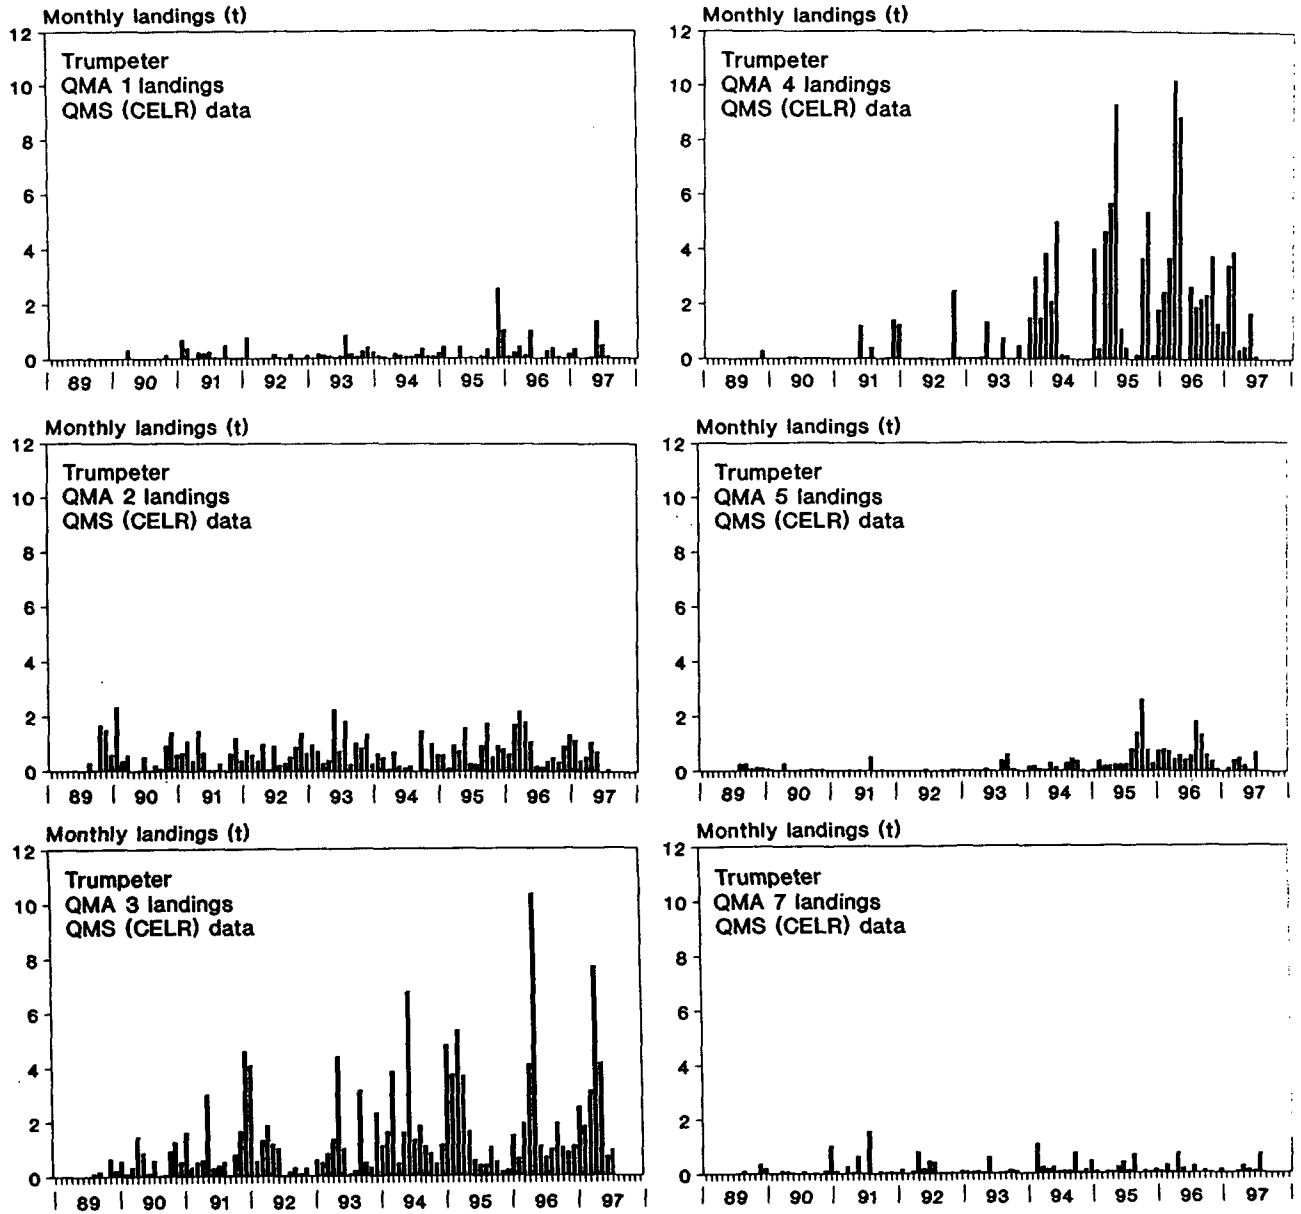 Monthly landings (t)
12
10
8
6
4
2
0
Trumpeter
QMA 1 landings
QMS (CELR) data
89 90 91 92 93 94 95 96 97
Monthly landings (t)
12
10
8
6
4
2
0
Trumpeter
QMA 4 landings
QMS (CELR) data
89 90 91 92 93 94 95 96 97
Monthly landings (t)
12
10
8
6
4
2
0
Trumpeter
QMA 2 landings
QMS (CELR) data
89 90 91 92 93 94 95 96 97
Monthly landings (t)
12
10
8
6
4
2
0
Trumpeter
QMA 5 landings
QMS (CELR) data
89 90 91 92 93 94 95 96 97
Monthly landings (t)
12
10
8
6
4
2
0
Trumpeter
QMA 3 landings
QMS (CELR) data
89 90 91 92 93 94 95 96 97
Monthly landings (t)
12
10
8
6
4
2
0
Trumpeter
QMA 7 landings
QMS (CELR) data
89 90 91 92 93 94 95 96 97